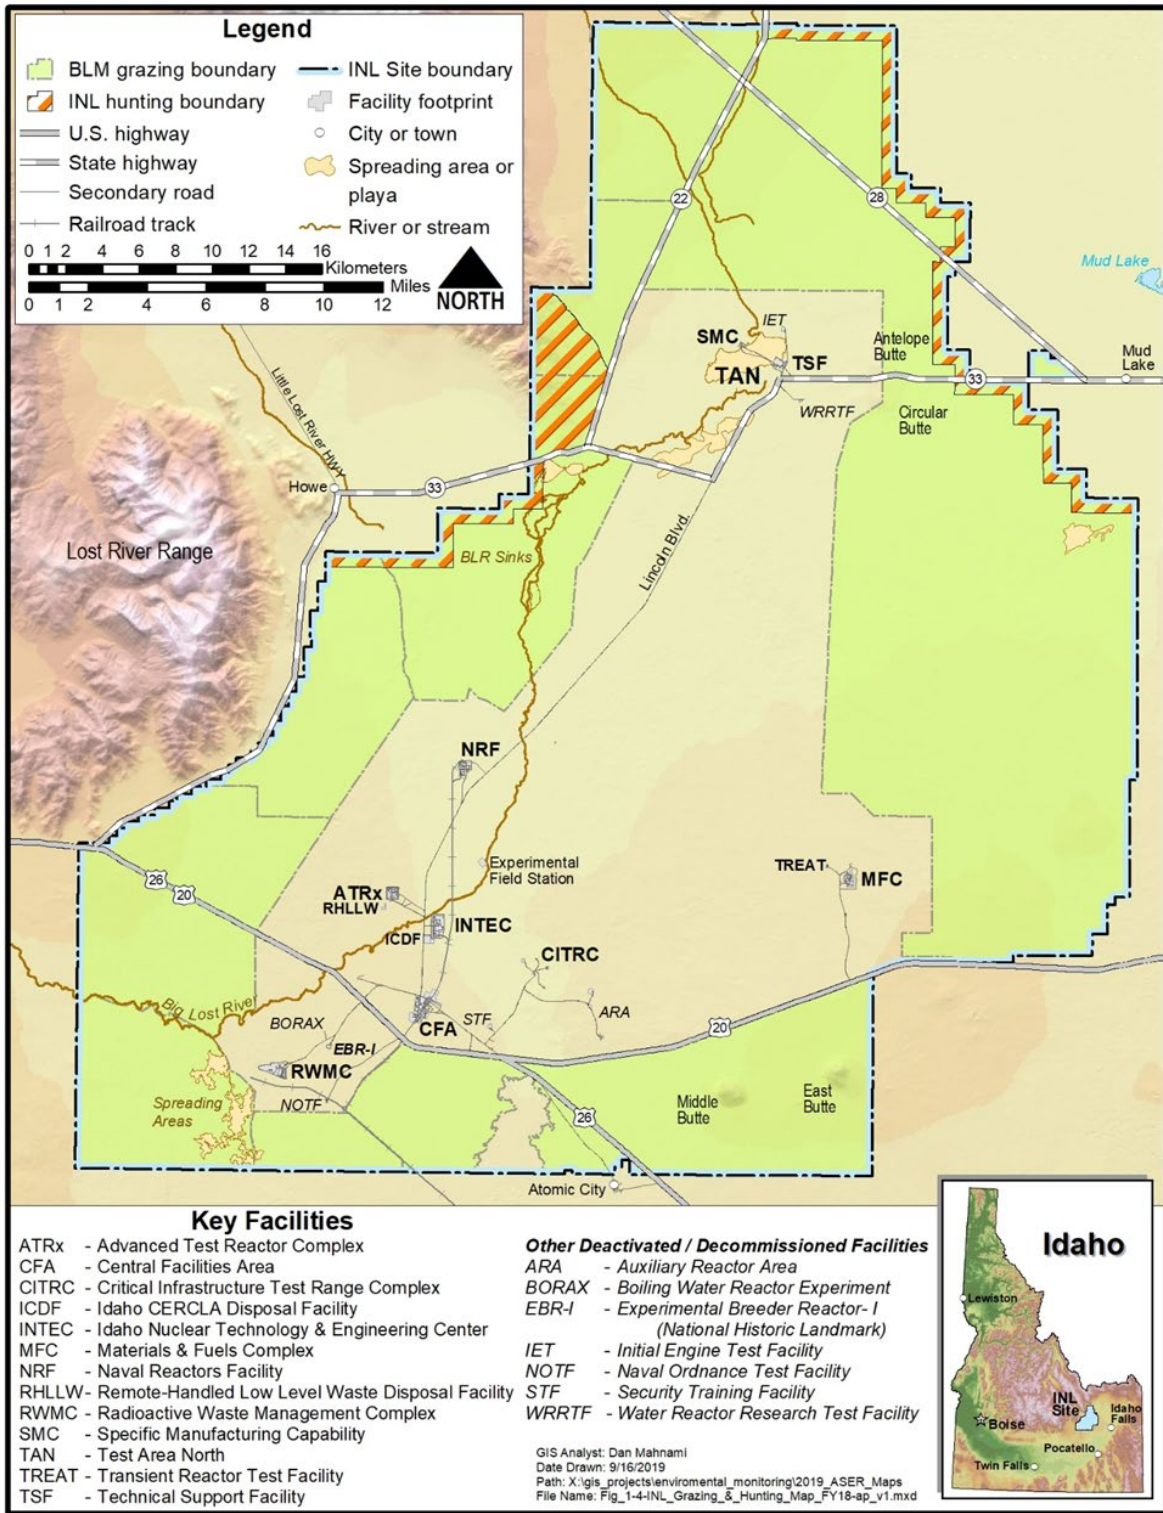 Legend
BLM grazing boundary
INL hunting boundary
U.S. highway
State highway
Secondary road
Railroad track
INL Site boundary
Facility footprint
City or town
Spreading area or
playa
River or stream
0 1 2 4 6 8 10 12 14 16
Kilometers
Miles
0 1 2 4 6 8 10 12
NORTH
22
28
Mud Lake
IET
SMC
TSF
TAN
Antelope
Butte
Mud
Lake
33
WRRTF
Circular
Butte
Little Lost River HWY
Howe
33
Lost River Range
BLR Sinks
Lincoln Blvd.
NRF
Experimental
Field Station
TREAT
MFC
26
20
ATRx
RHLLW
INTEC
ICDF
CITRC
Big Lost River
BORAX
STF
ARA
CFA
20
EBR-I
RWMC
NOTF
Spreading
Areas
Middle
Butte
East
Butte
26
Atomic City
Key Facilities
ATRx - Advanced Test Reactor Complex
CFA - Central Facilities Area
CITRC - Critical Infrastructure Test Range Complex
ICDF - Idaho CERCLA Disposal Facility
INTEC - Idaho Nuclear Technology & Engineering Center
MFC - Materials & Fuels Complex
NRF - Naval Reactors Facility
RHLLW - Remote-Handled Low Level Waste Disposal Facility
RWMC - Radioactive Waste Management Complex
SMC - Specific Manufacturing Capability
TAN - Test Area North
TREAT - Transient Reactor Test Facility
TSF - Technical Support Facility
Other Deactivated / Decommissioned Facilities
ARA - Auxiliary Reactor Area
BORAX - Boiling Water Reactor Experiment
EBR-I - Experimental Breeder Reactor- I
(National Historic Landmark)
IET - Initial Engine Test Facility
NOTF - Naval Ordnance Test Facility
STF - Security Training Facility
WRRTF - Water Reactor Research Test Facility
GIS Analyst: Dan Mahnami
Date Drawn: 9/16/2019
Path: X:\gis_projects\enviromental_monitoring\2019_ASER_Maps
File Name: Fig_1-4-INL_Grazing_&_Hunting_Map_FY18-ap_v1.mxd
Idaho
Lewiston
INL
Site
Idaho
Falls
Boise
Pocatello
Twin Falls